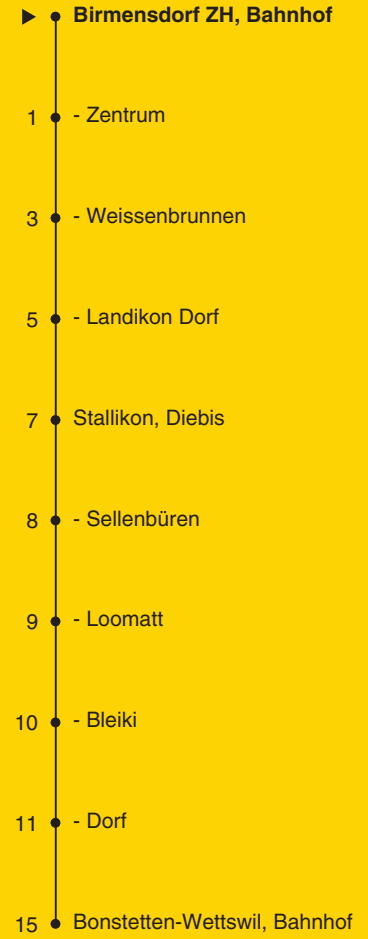 Birmensdorf ZH, Bahnhof
1 - Zentrum
3 - Weissenbrunnen
5 - Landikon Dorf
7 Stallikon, Diebis
8 - Sellenbüren
9 - Loomatt
10 - Bleiki
11 - Dorf
15 Bonstetten-Wettswil, Bahnhof